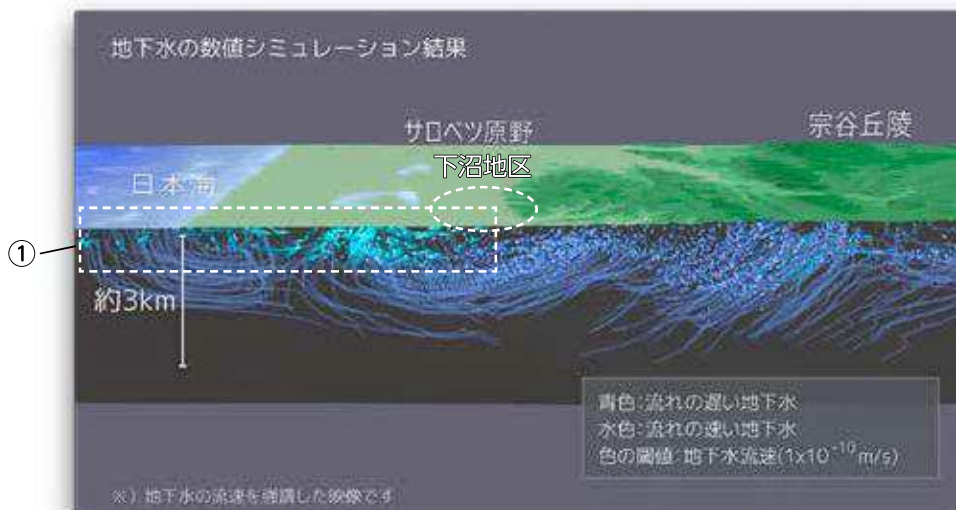 地下水の数値シミュレーション結果
サロベツ原野
宗谷丘陵
下沼地区
日本海
①
約3km
青色:流れの遅い地下水
水色:流れの速い地下水
色の閾値:地下水流速(1x10⁻¹⁰m/s)
※）地下水の流速を強調した映像です